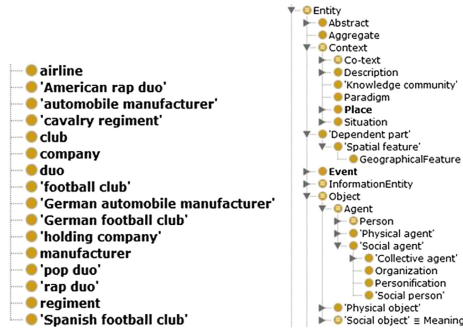 airline
'American rap duo'
'automobile manufacturer'
'cavalry regiment'
club
company
duo
'football club'
'German automobile manufacturer'
'German football club'
'holding company'
manufacturer
'pop duo'
'rap duo'
regiment
'Spanish football club'
Entity
Abstract
Aggregate
Context
Co-text
Description
'Knowledge community'
Paradigm
Place
Situation
'Dependent part'
'Spatial feature'
GeographicalFeature
Event
InformationEntity
Object
Agent
Person
'Physical agent'
'Social agent'
'Collective agent'
Organization
Personification
'Social person'
'Physical object'
'Social object' ≡ Meaning